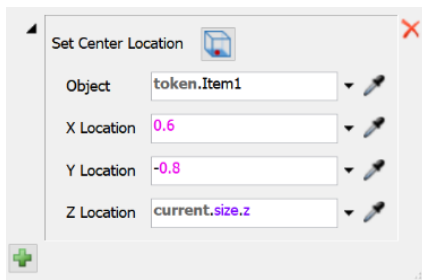 Set Center Location
Object token.Item1
X Location 0.6
Y Location -0.8
Z Location current.size.z